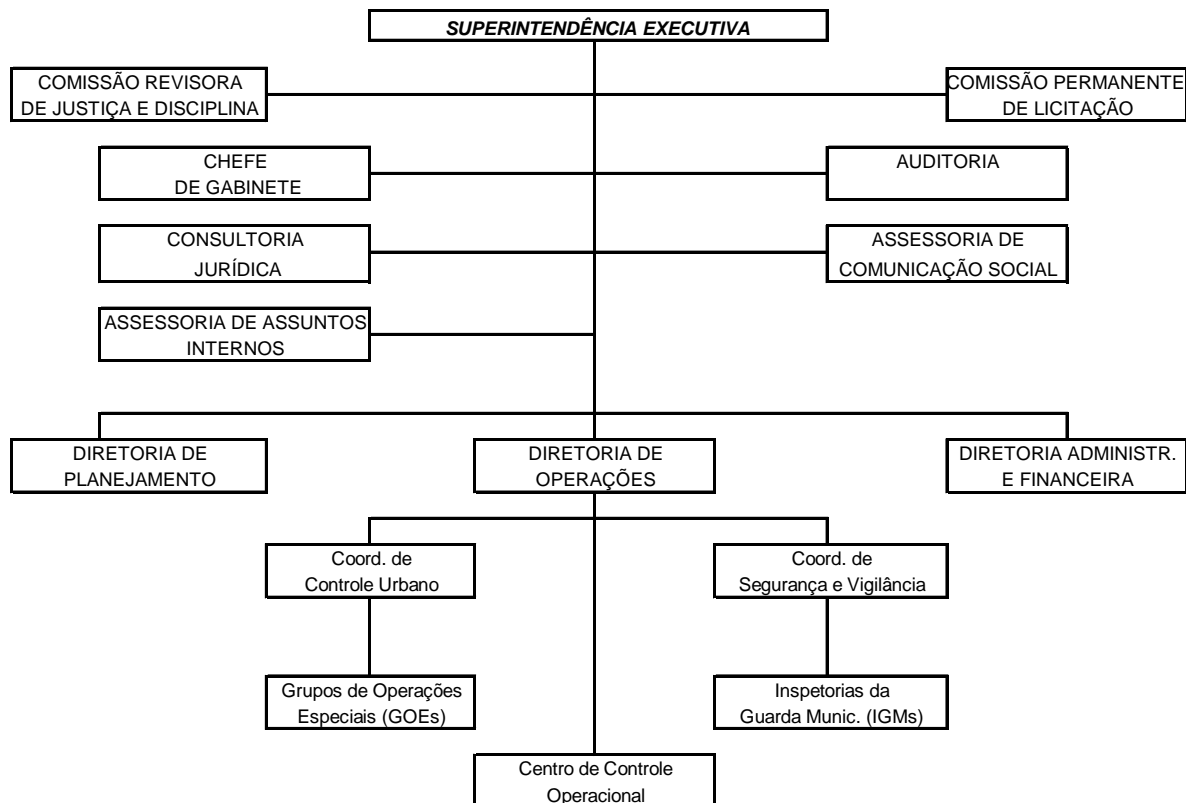 SUPERINTENDÊNCIA EXECUTIVA
COMISSÃO REVISORA
DE JUSTIÇA E DISCIPLINA
COMISSÃO PERMANENTE
DE LICITAÇÃO
CHEFE
DE GABINETE
AUDITORIA
CONSULTORIA
JURÍDICA
ASSESSORIA DE
COMUNICAÇÃO SOCIAL
ASSESSORIA DE ASSUNTOS
INTERNOS
DIRETORIA DE
PLANEJAMENTO
DIRETORIA DE
OPERAÇÕES
DIRETORIA ADMINISTR.
E FINANCEIRA
Coord. de
Controle Urbano
Coord. de
Segurança e Vigilância
Grupos de Operações
Especiais (GOEs)
Inspetorias da
Guarda Munic. (IGMs)
Centro de Controle
Operacional